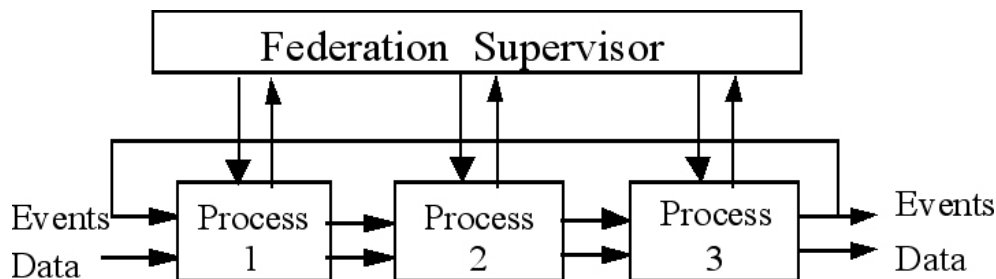 Federation Supervisor
Events
Data
Process
1
Process
2
Process
3
Events
Data